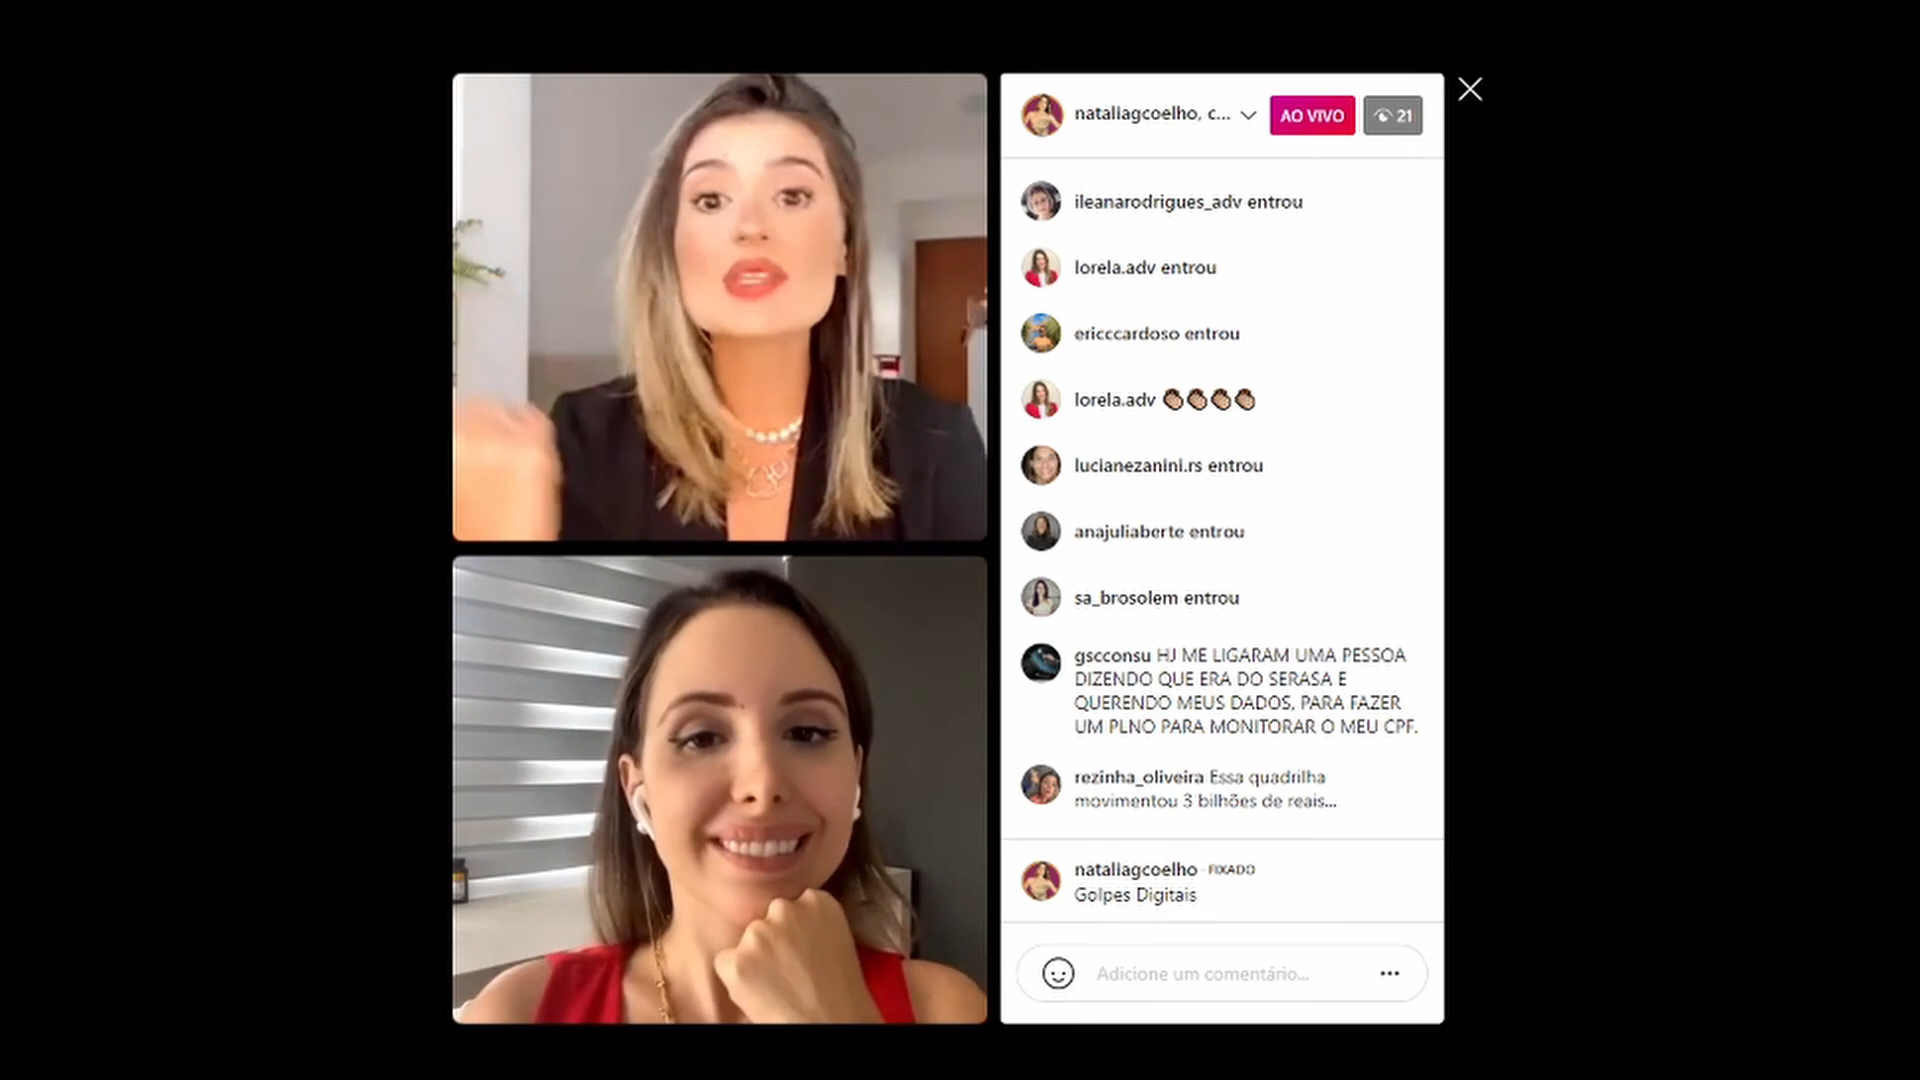 nataliagcoelho, c...
AO VIVO
21
ileanarodrigues_adv entrou
lorela.adv entrou
ericccardoso entrou
lorela.adv 👏🏼👏🏼👏🏼👏🏼
lucianezanini.rs entrou
anajuliaberte entrou
sa_brosolem entrou
gscconsu HJ ME LIGARAM UMA PESSOA
DIZENDO QUE ERA DO SERASA E
QUERENDO MEUS DADOS, PARA FAZER
UM PLNO PARA MONITORAR O MEU CPF.
rezinha_oliveira Essa quadrilha
movimentou 3 bilhões de reais...
nataliagcoelho · FIXADO
Golpes Digitais
Adicione um comentário...